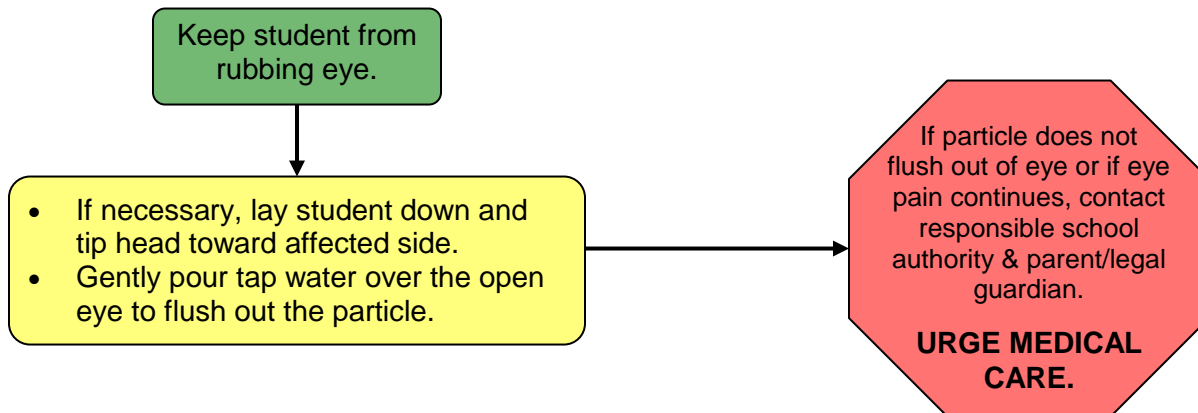 Keep student from
rubbing eye.
• If necessary, lay student down and
tip head toward affected side.
• Gently pour tap water over the open
eye to flush out the particle.
If particle does not
flush out of eye or if eye
pain continues, contact
responsible school
authority & parent/legal
guardian.
URGE MEDICAL
CARE.